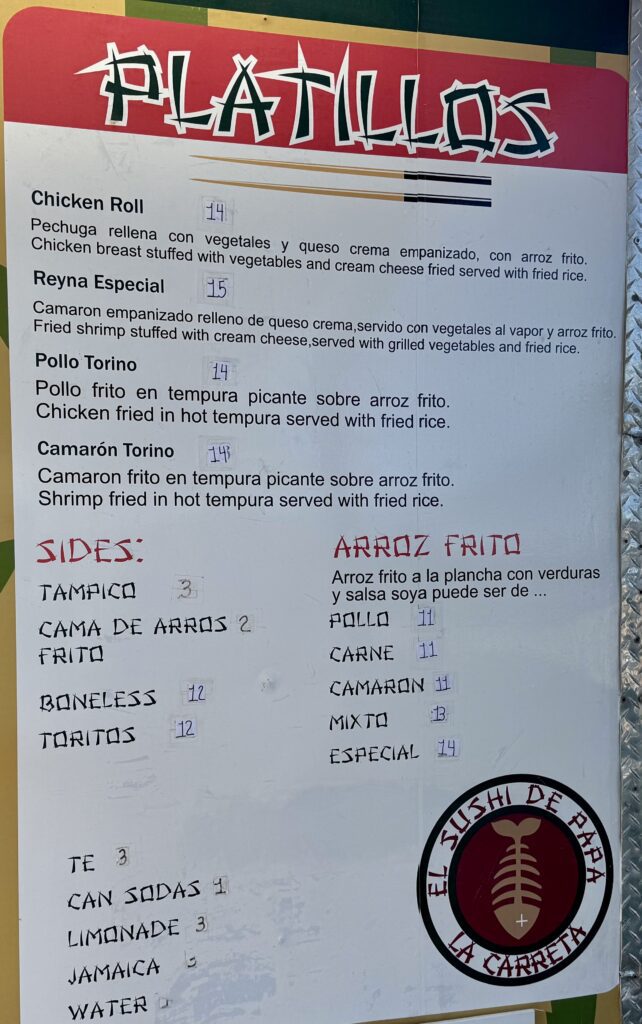 PLATILLOS
Chicken Roll 14
Pechuga rellena con vegetales y queso crema empanizado, con arroz frito.
Chicken breast stuffed with vegetables and cream cheese fried served with fried rice.
Reyna Especial 15
Camaron empanizado relleno de queso crema,servido con vegetales al vapor y arroz frito.
Fried shrimp stuffed with cream cheese,served with grilled vegetables and fried rice.
Pollo Torino 14
Pollo frito en tempura picante sobre arroz frito.
Chicken fried in hot tempura served with fried rice.
Camarón Torino 14
Camaron frito en tempura picante sobre arroz frito.
Shrimp fried in hot tempura served with fried rice.
SIDES:
TAMPICO 3
CAMA DE ARROS 2
FRITO
BONELESS 12
TORITOS 12
ARROZ FRITO
Arroz frito a la plancha con verduras
y salsa soya puede ser de ...
POLLO 11
CARNE 11
CAMARON 11
MIXTO 13
ESPECIAL 14
TE 3
CAN SODAS 1
LIMONADE 3
JAMAICA
WATER
EL SUSHI DE PAPA
LA CARRETA